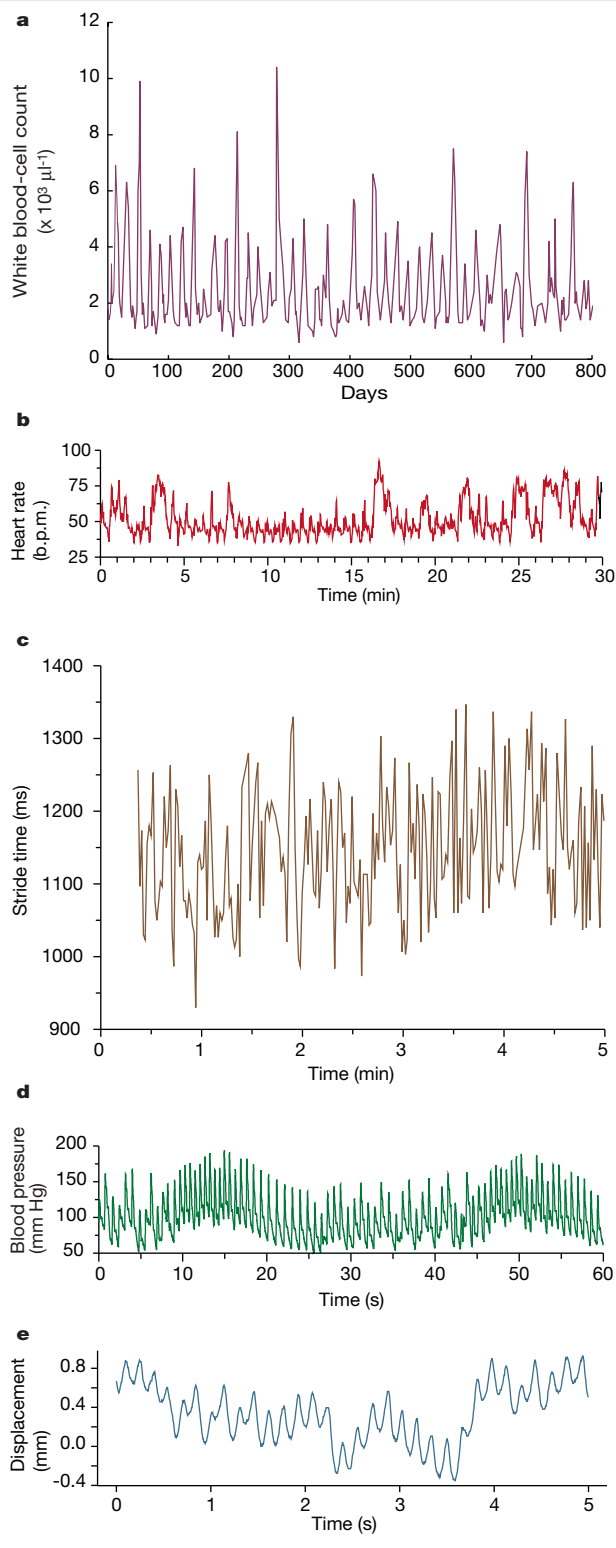 a
White blood-cell count
(x 10³ μl⁻¹)
12
10
8
6
4
2
0
0 100 200 300 400 500 600 700 800
Days
b
Heart rate
(b.p.m.)
100
75
50
25
0 5 10 15 20 25 30
Time (min)
c
Stride time (ms)
1400
1300
1200
1100
1000
900
0 1 2 3 4 5
Time (min)
d
Blood pressure
(mm Hg)
200
150
100
50
0 10 20 30 40 50 60
Time (s)
e
Displacement
(mm)
0.8
0.4
0.0
-0.4
0 1 2 3 4 5
Time (s)